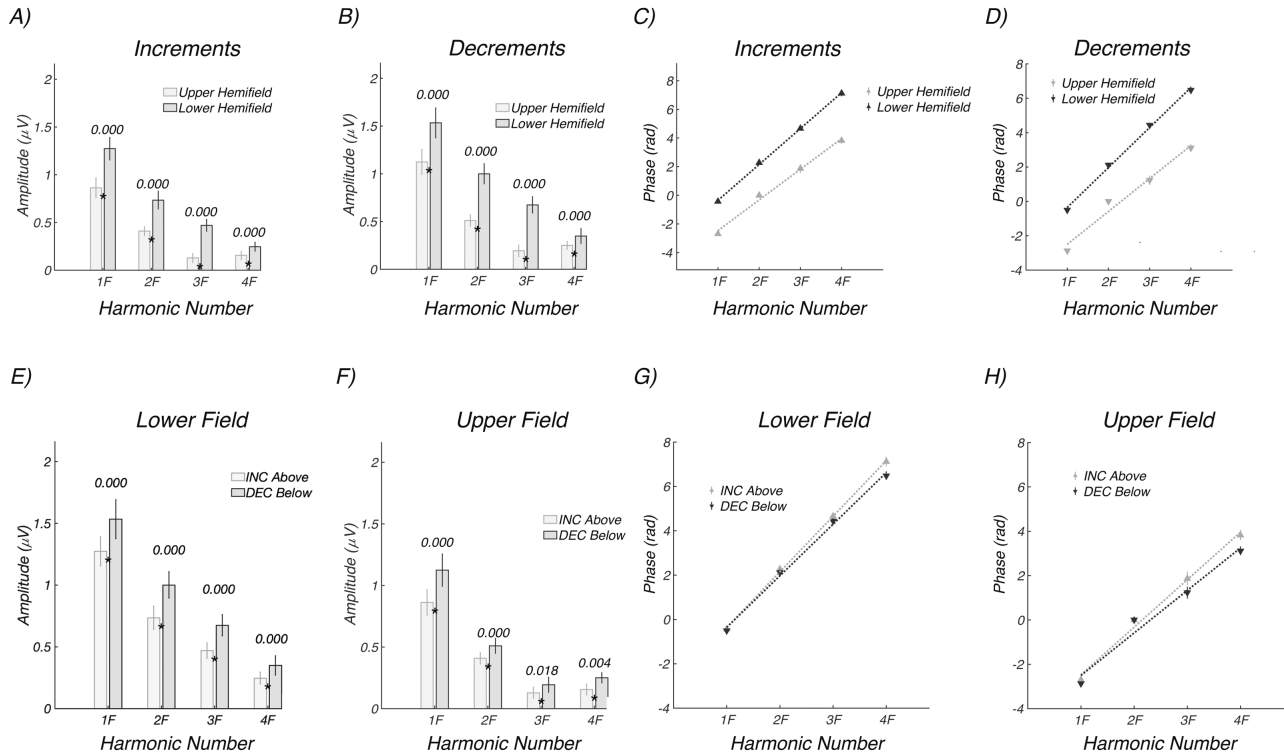 A)
Increments
2
1.5
1
0.5
0
Amplitude (μV)
Upper Hemifield
Lower Hemifield
0.000
0.000
0.000
0.000
*
*
*
*
1F 2F 3F 4F
Harmonic Number
B)
Decrements
2
1.5
1
0.5
0
Amplitude (μV)
Upper Hemifield
Lower Hemifield
0.000
0.000
0.000
0.000
*
*
*
*
1F 2F 3F 4F
Harmonic Number
C)
Increments
8
6
4
2
0
-2
-4
Phase (rad)
Upper Hemifield
Lower Hemifield
1F 2F 3F 4F
Harmonic Number
D)
Decrements
8
6
4
2
0
-2
-4
Phase (rad)
Upper Hemifield
Lower Hemifield
1F 2F 3F 4F
Harmonic Number
E)
Lower Field
2
1.5
1
0.5
0
Amplitude (μV)
INC Above
DEC Below
0.000
0.000
0.000
0.000
*
*
*
*
1F 2F 3F 4F
Harmonic Number
F)
Upper Field
2
1.5
1
0.5
0
Amplitude (μV)
INC Above
DEC Below
0.000
0.000
0.018
0.004
*
*
*
*
1F 2F 3F 4F
Harmonic Number
G)
Lower Field
8
6
4
2
0
-2
-4
Phase (rad)
INC Above
DEC Below
1F 2F 3F 4F
Harmonic Number
H)
Upper Field
8
6
4
2
0
-2
-4
Phase (rad)
INC Above
DEC Below
1F 2F 3F 4F
Harmonic Number